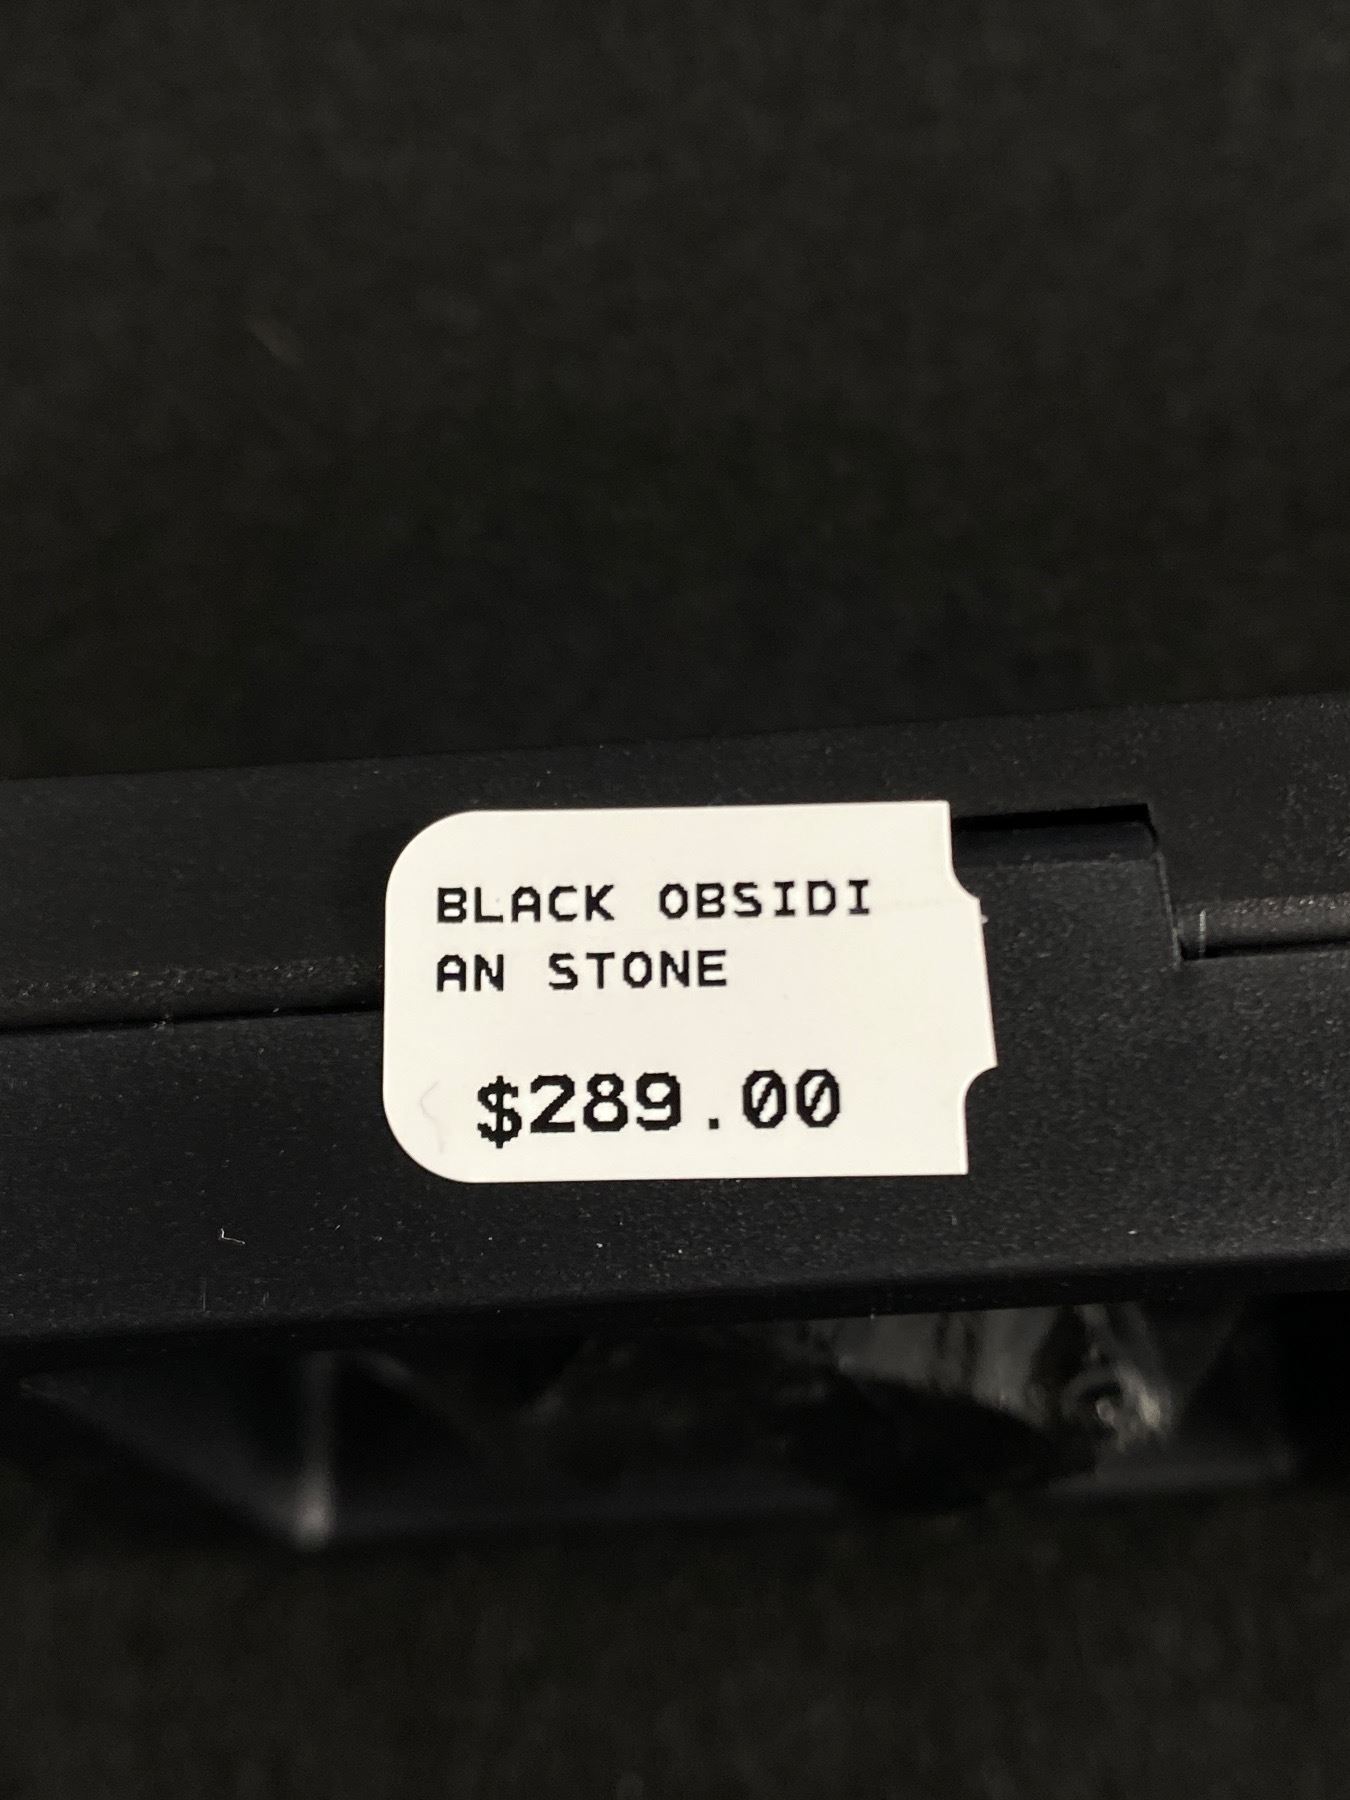 BLACK OBSIDI
AN STONE
$289.00